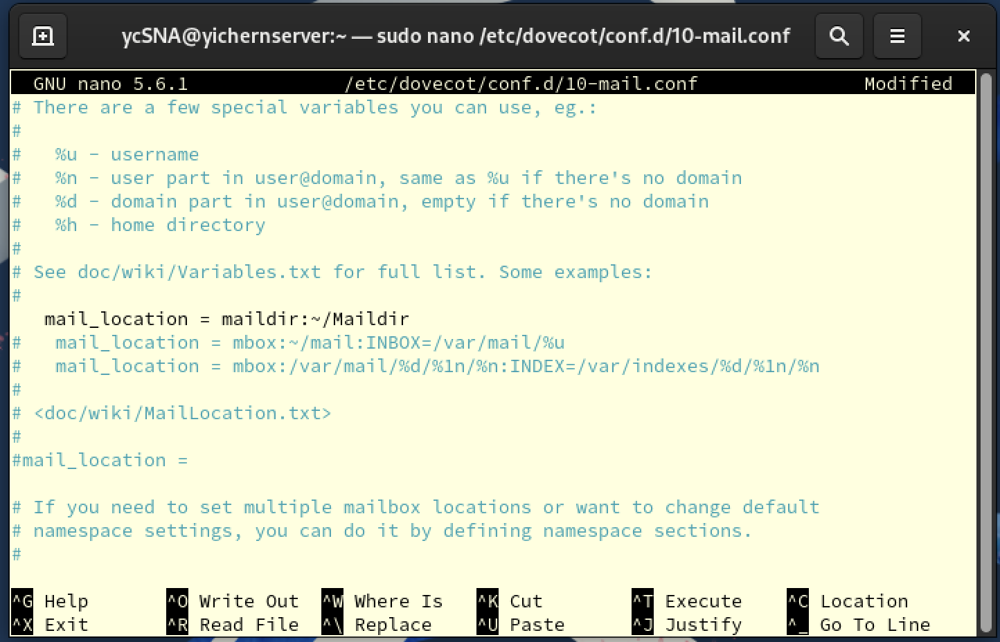 ycSNA@yichernserver:~ — sudo nano /etc/dovecot/conf.d/10-mail.conf
GNU nano 5.6.1 /etc/dovecot/conf.d/10-mail.conf Modified
# There are a few special variables you can use, eg.:
#
#   %u - username
#   %n - user part in user@domain, same as %u if there's no domain
#   %d - domain part in user@domain, empty if there's no domain
#   %h - home directory
#
# See doc/wiki/Variables.txt for full list. Some examples:
#
   mail_location = maildir:~/Maildir
#   mail_location = mbox:~/mail:INBOX=/var/mail/%u
#   mail_location = mbox:/var/mail/%d/%1n/%n:INDEX=/var/indexes/%d/%1n/%n
#
# <doc/wiki/MailLocation.txt>
#
#mail_location =
# If you need to set multiple mailbox locations or want to change default
# namespace settings, you can do it by defining namespace sections.
#
^G Help ^O Write Out ^W Where Is ^K Cut ^T Execute ^C Location
^X Exit ^R Read File ^\ Replace ^U Paste ^J Justify ^_ Go To Line